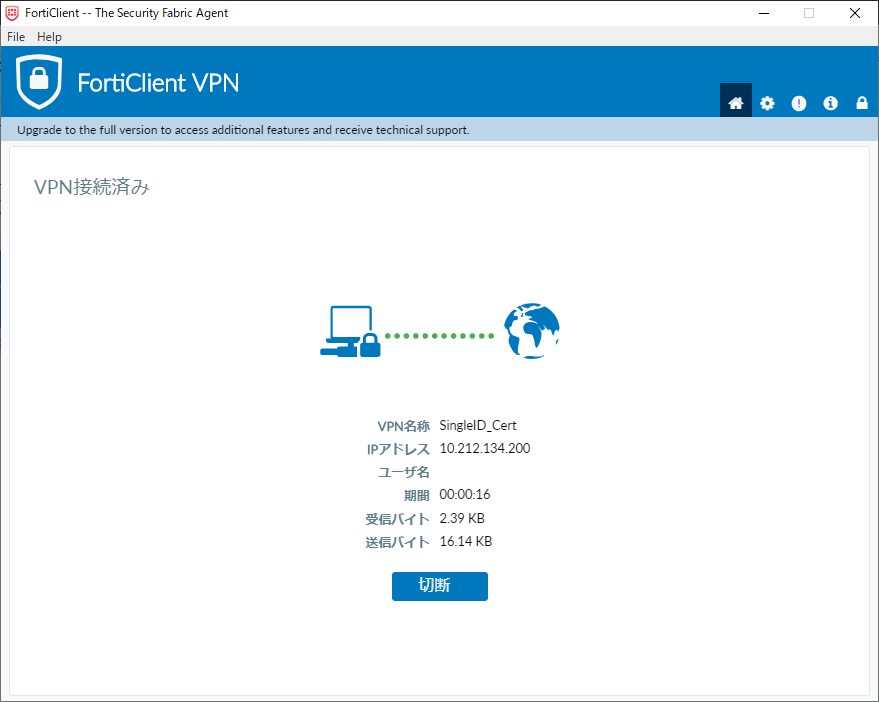 FortiClient -- The Security Fabric Agent
File Help
FortiClient VPN
Upgrade to the full version to access additional features and receive technical support.
VPN接続済み
VPN名称 SingleID_Cert
IPアドレス 10.212.134.200
ユーザ名
期間 00:00:16
受信バイト 2.39 KB
送信バイト 16.14 KB
切断